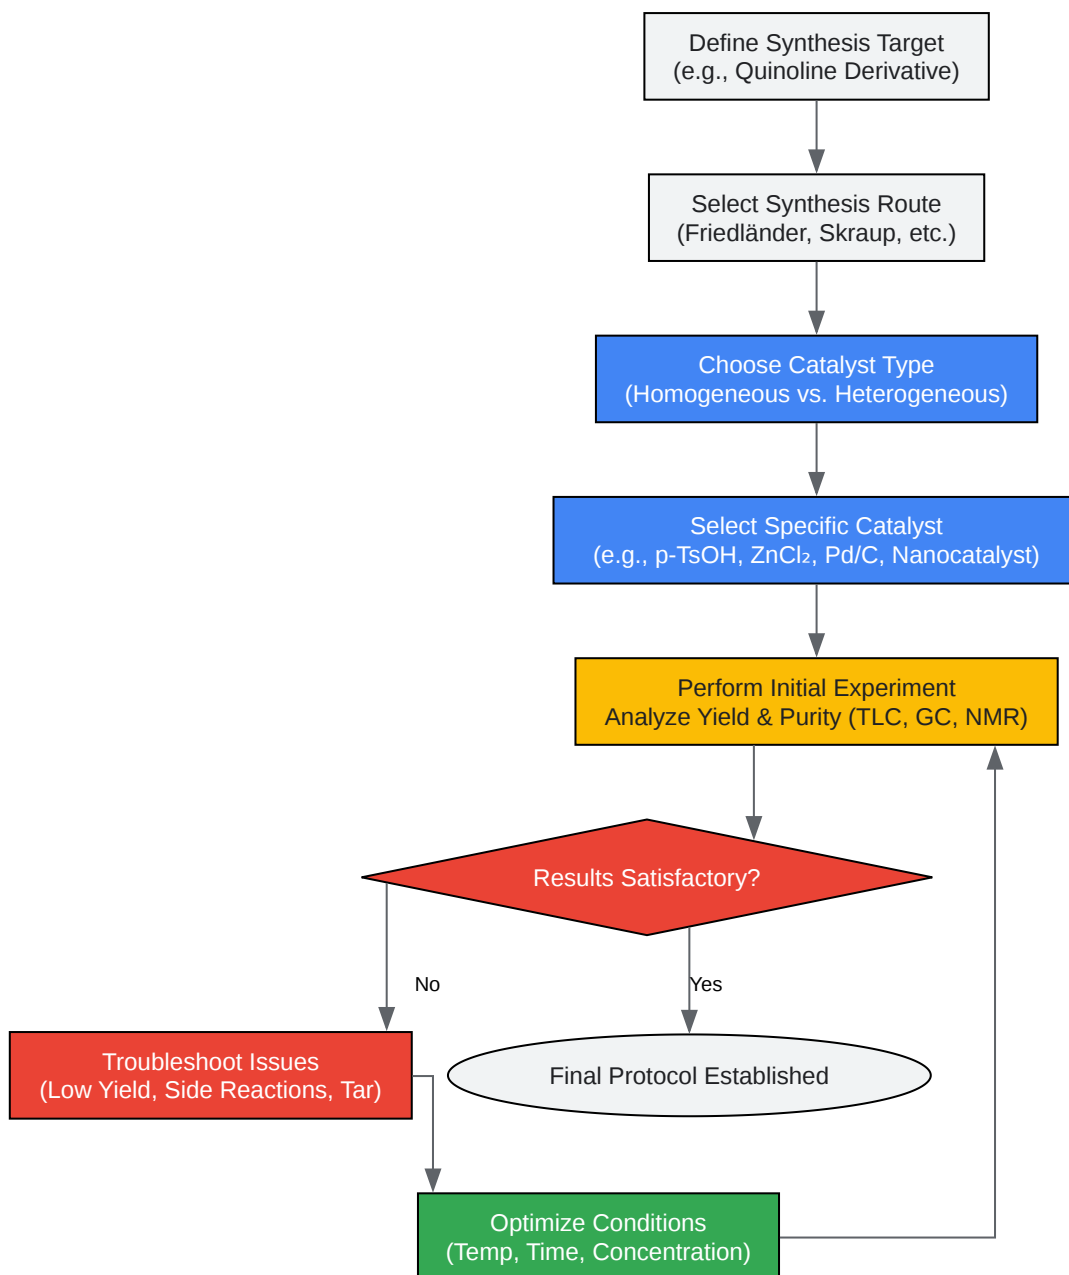 Define Synthesis Target
(e.g., Quinoline Derivative)
Select Synthesis Route
(Friedländer, Skraup, etc.)
Choose Catalyst Type
(Homogeneous vs. Heterogeneous)
Select Specific Catalyst
(e.g., p-TsOH, ZnCl₂, Pd/C, Nanocatalyst)
Perform Initial Experiment
Analyze Yield & Purity (TLC, GC, NMR)
Results Satisfactory?
No
Yes
Troubleshoot Issues
(Low Yield, Side Reactions, Tar)
Final Protocol Established
Optimize Conditions
(Temp, Time, Concentration)